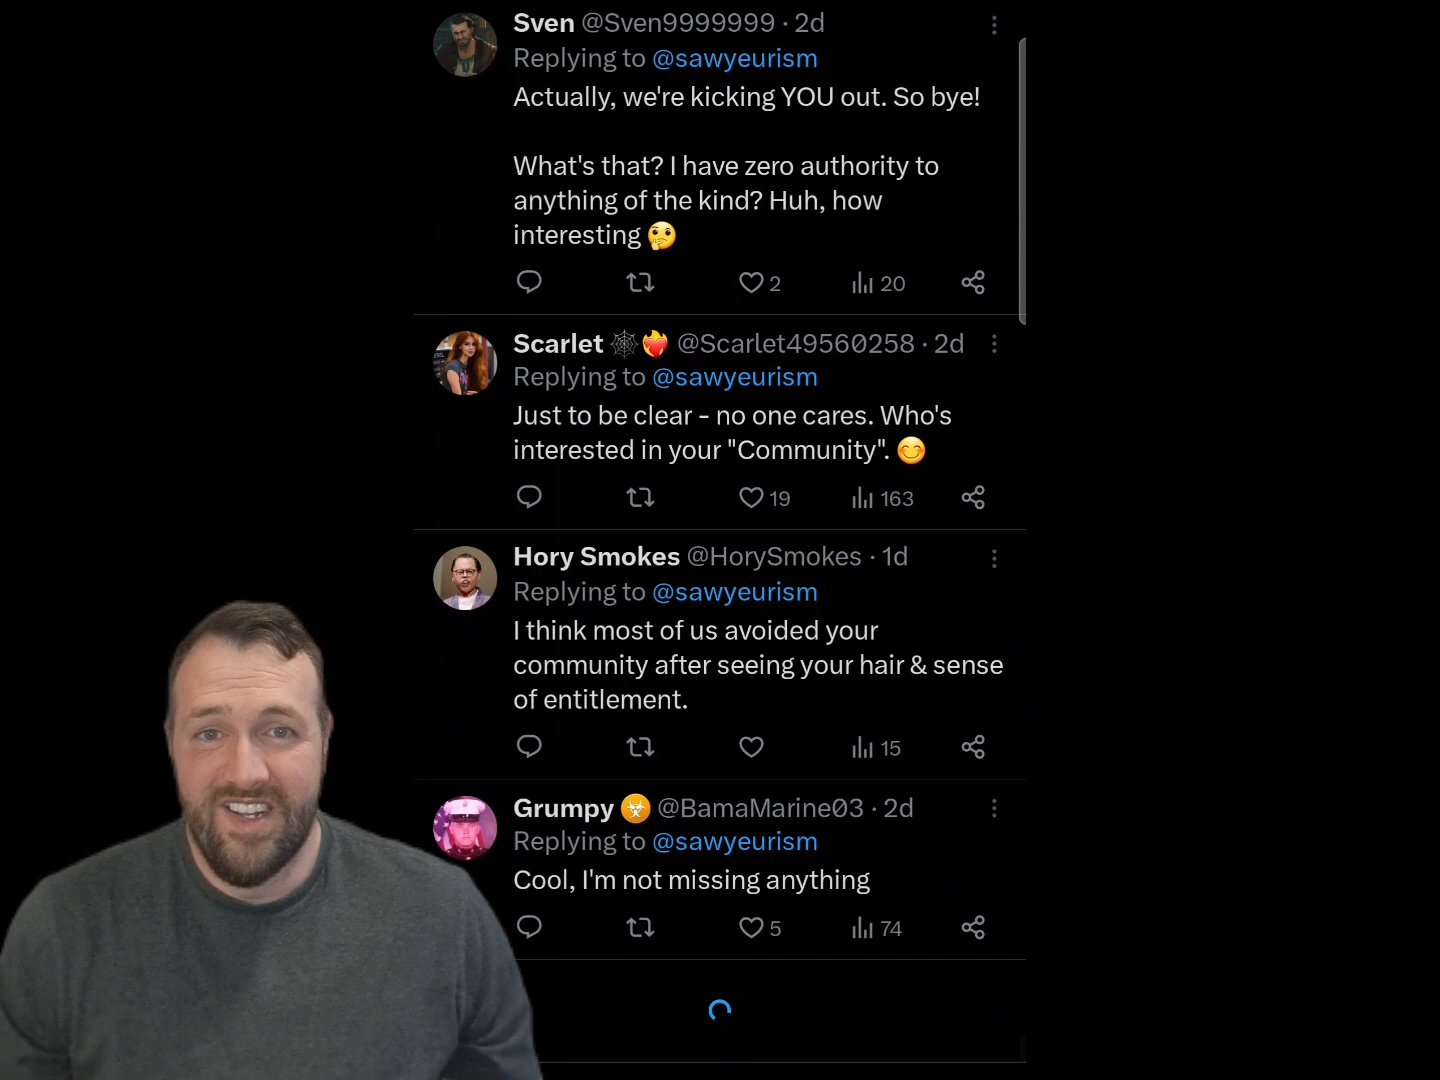 Sven @Sven9999999 · 2d
Replying to @sawyeurism
Actually, we're kicking YOU out. So bye!
What's that? I have zero authority to
anything of the kind? Huh, how
interesting 🤔
2 20
Scarlet 🕸️❤️‍🔥 @Scarlet49560258 · 2d
Replying to @sawyeurism
Just to be clear - no one cares. Who's
interested in your "Community". 😊
19 163
Hory Smokes @HorySmokes · 1d
Replying to @sawyeurism
I think most of us avoided your
community after seeing your hair & sense
of entitlement.
15
Grumpy ☣️ @BamaMarine03 · 2d
Replying to @sawyeurism
Cool, I'm not missing anything
5 74